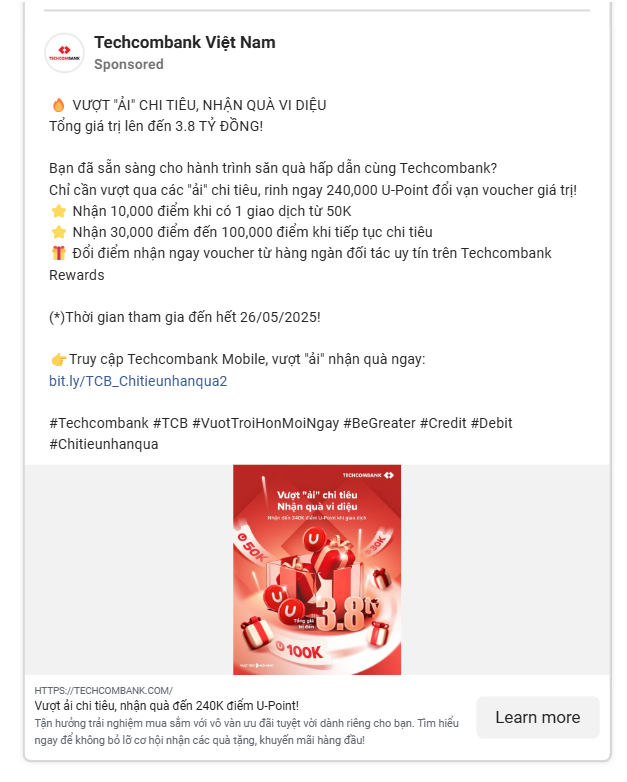 Techcombank Việt Nam
TECHCOMBANK
Sponsored
🔥 VƯỢT "ẢI" CHI TIÊU, NHẬN QUÀ VI DIỆU
Tổng giá trị lên đến 3.8 TỶ ĐỒNG!
Bạn đã sẵn sàng cho hành trình săn quà hấp dẫn cùng Techcombank?
Chỉ cần vượt qua các "ải" chi tiêu, rinh ngay 240,000 U-Point đổi vạn voucher giá trị!
⭐ Nhận 10,000 điểm khi có 1 giao dịch từ 50K
⭐ Nhận 30,000 điểm đến 100,000 điểm khi tiếp tục chi tiêu
🎁 Đổi điểm nhận ngay voucher từ hàng ngàn đối tác uy tín trên Techcombank
Rewards
(*)Thời gian tham gia đến hết 26/05/2025!
👉 Truy cập Techcombank Mobile, vượt "ải" nhận quà ngay:
bit.ly/TCB_Chitieunhanqua2
#Techcombank #TCB #VuotTroiHonMoiNgay #BeGreater #Credit #Debit
#Chitieunhanqua
TECHCOMBANK
Vượt "ải" chi tiêu
Nhận quà vi diệu
Nhận đến 240K điểm U-Point khi giao dịch
U
50K
30K
U
U
Tổng giá
trị đến
3.8 tỷ
100K
HTTPS://TECHCOMBANK.COM/
Vượt ải chi tiêu, nhận quà đến 240K điểm U-Point!
Tận hưởng trải nghiệm mua sắm với vô vàn ưu đãi tuyệt vời dành riêng cho bạn. Tìm hiểu
ngay để không bỏ lỡ cơ hội nhận các quà tặng, khuyến mãi hàng đầu!
Learn more